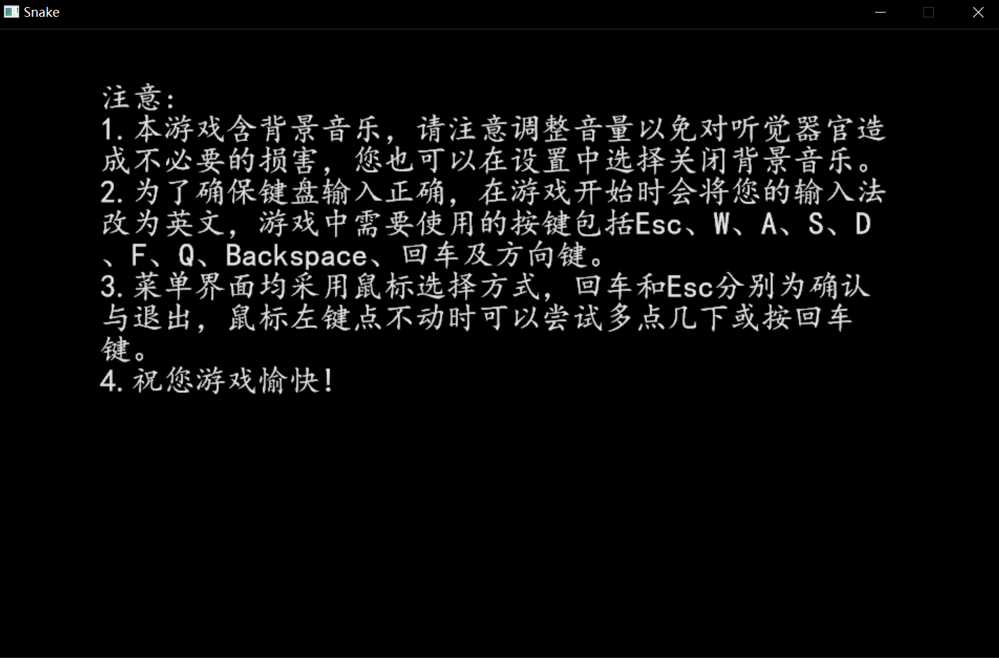 Snake
注意:
1.本游戏含背景音乐，请注意调整音量以免对听觉器官造
成不必要的损害，您也可以在设置中选择关闭背景音乐。
2.为了确保键盘输入正确，在游戏开始时会将您的输入法
改为英文，游戏中需要使用的按键包括Esc、W、A、S、D
、F、Q、Backspace、回车及方向键。
3.菜单界面均采用鼠标选择方式，回车和Esc分别为确认
与退出，鼠标左键点不动时可以尝试多点几下或按回车
键。
4.祝您游戏愉快!